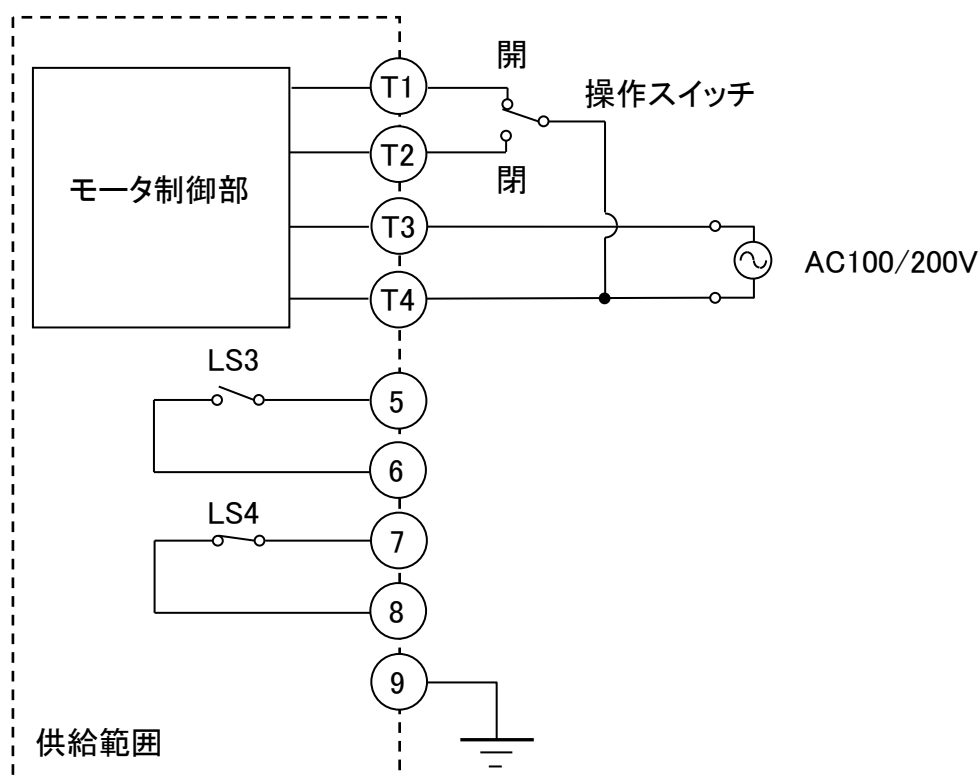 開
T1
操作スイッチ
T2
モータ制御部
閉
T3
AC100/200V
T4
LS3
5
6
LS4
7
8
9
供給範囲